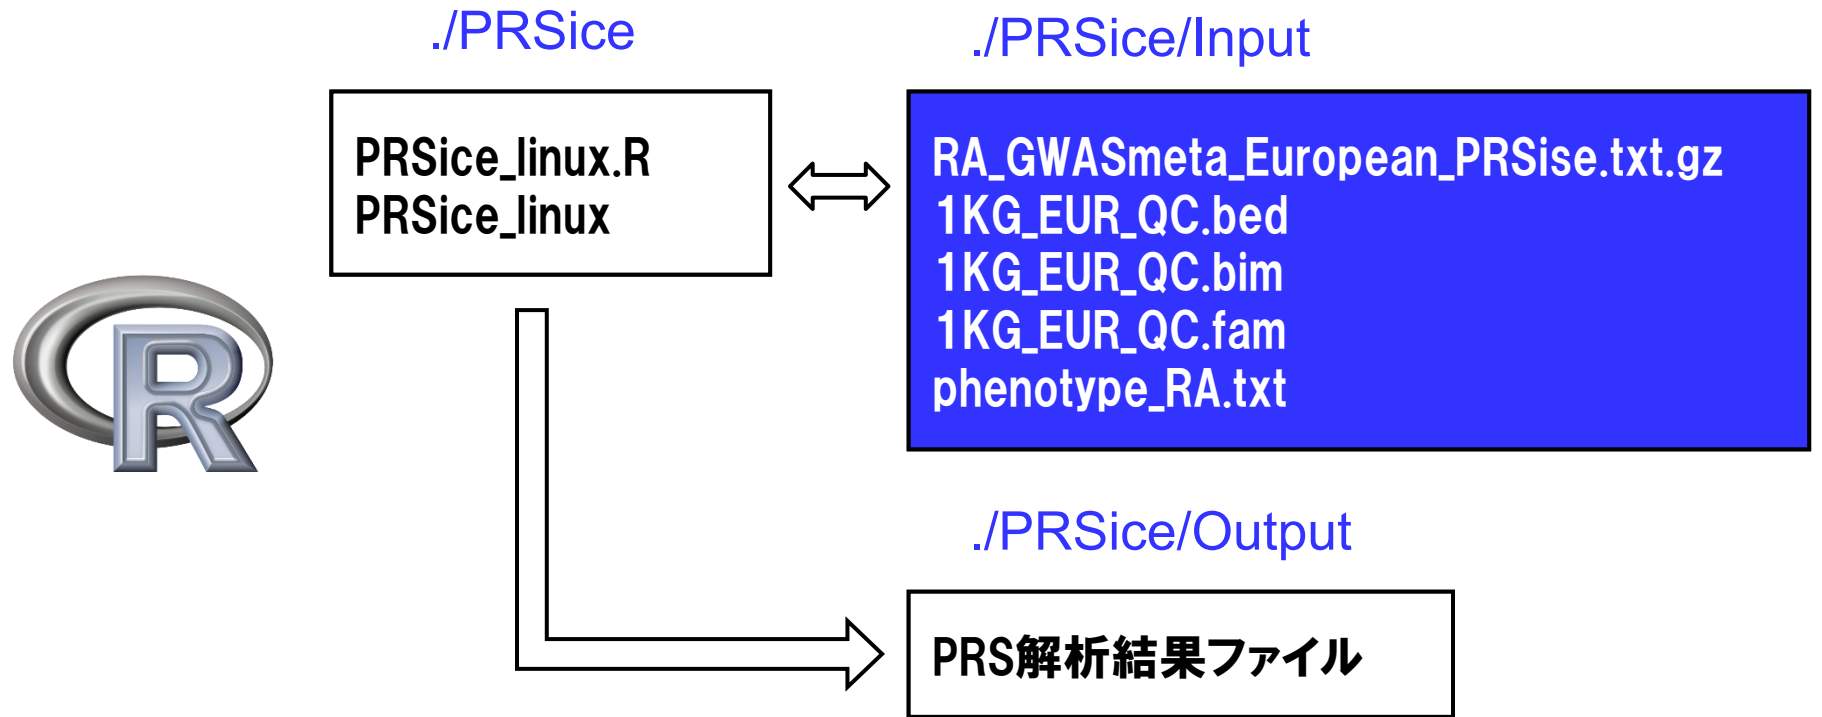 ./PRSice
PRSice_linux.R
PRSice_linux
./PRSice/Input
RA_GWASmeta_European_PRSise.txt.gz
1KG_EUR_QC.bed
1KG_EUR_QC.bim
1KG_EUR_QC.fam
phenotype_RA.txt
R
./PRSice/Output
PRS解析結果ファイル